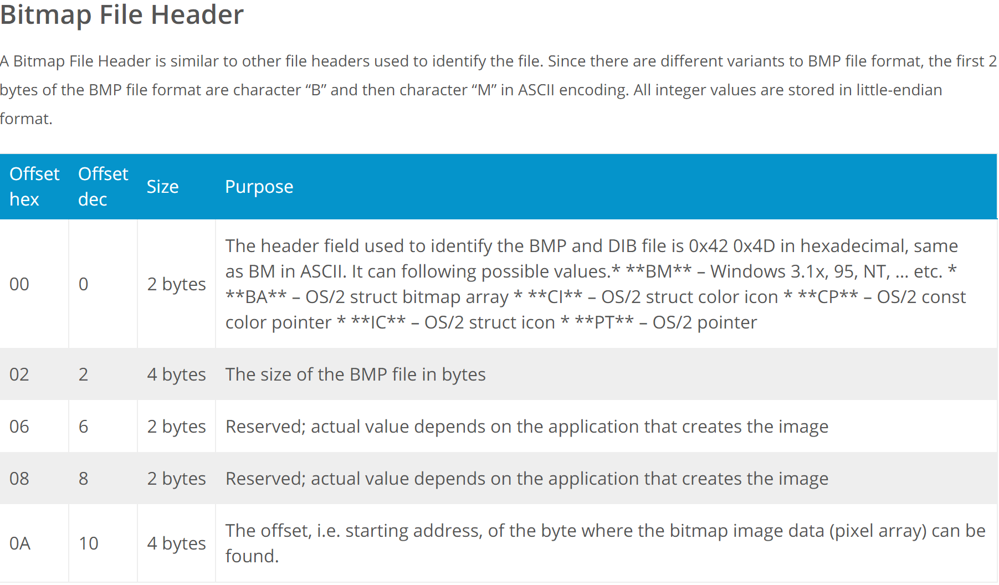 Bitmap File Header
A Bitmap File Header is similar to other file headers used to identify the file. Since there are different variants to BMP file format, the first 2
bytes of the BMP file format are character “B” and then character “M” in ASCII encoding. All integer values are stored in little-endian
format.
Offset hex Offset dec Size Purpose
00 0 2 bytes The header field used to identify the BMP and DIB file is 0x42 0x4D in hexadecimal, same
as BM in ASCII. It can following possible values.* **BM** – Windows 3.1x, 95, NT, ... etc. *
**BA** – OS/2 struct bitmap array * **CI** – OS/2 struct color icon * **CP** – OS/2 const
color pointer * **IC** – OS/2 struct icon * **PT** – OS/2 pointer
02 2 4 bytes The size of the BMP file in bytes
06 6 2 bytes Reserved; actual value depends on the application that creates the image
08 8 2 bytes Reserved; actual value depends on the application that creates the image
0A 10 4 bytes The offset, i.e. starting address, of the byte where the bitmap image data (pixel array) can be
found.